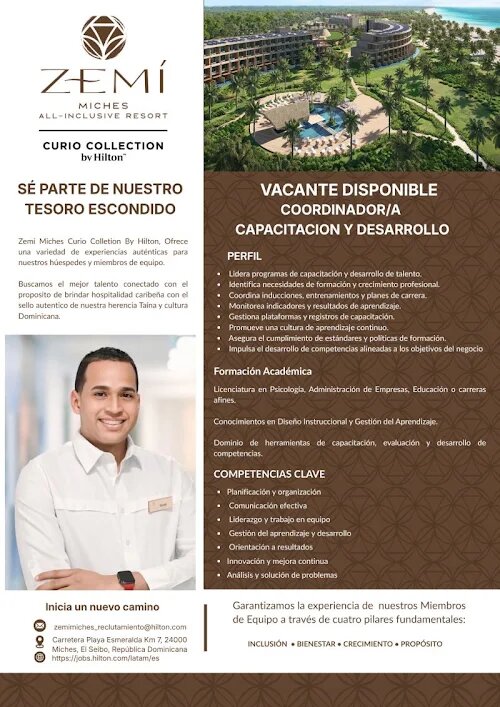 ZEMÍ
MICHES
ALL-INCLUSIVE RESORT
CURIO COLLECTION
by Hilton™
SÉ PARTE DE NUESTRO
TESORO ESCONDIDO
Zemí Miches Curio Colletion By Hilton, Ofrece
una variedad de experiencias auténticas para
nuestros húespedes y miembros de equipo.
Buscamos el mejor talento conectado con el
proposito de brindar hospitalidad caribeña con el
sello autentico de nuestra herencia Taína y cultura
Dominicana.
VACANTE DISPONIBLE
COORDINADOR/A
CAPACITACION Y DESARROLLO
PERFIL
• Lidera programas de capacitación y desarrollo de talento.
• Identifica necesidades de formación y crecimiento profesional.
• Coordina inducciones, entrenamientos y planes de carrera.
• Monitorea indicadores y resultados de aprendizaje.
• Gestiona plataformas y registros de capacitación.
• Promueve una cultura de aprendizaje continuo.
• Asegura el cumplimiento de estándares y políticas de formación.
• Impulsa el desarrollo de competencias alineadas a los objetivos del negocio
Formación Académica
Licenciatura en Psicología, Administración de Empresas, Educación o carreras
afines.
Conocimientos en Diseño Instruccional y Gestión del Aprendizaje.
Dominio de herramientas de capacitación, evaluación y desarrollo de
competencias.
COMPETENCIAS CLAVE
• Planificación y organización
• Comunicación efectiva
• Liderazgo y trabajo en equipo
• Gestión del aprendizaje y desarrollo
• Orientación a resultados
• Innovación y mejora continua
• Análisis y solución de problemas
Inicia un nuevo camino
zemimiches_reclutamiento@hilton.com
Carretera Playa Esmeralda Km 7, 24000
Miches, El Seibo, República Dominicana
https://jobs.hilton.com/latam/es
Garantizamos la experiencia de nuestros Miembros
de Equipo a través de cuatro pilares fundamentales:
INCLUSIÓN • BIENESTAR • CRECIMIENTO • PROPÓSITO